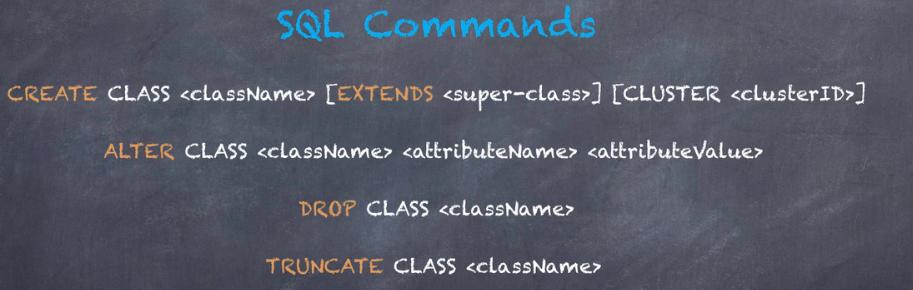 SQL Commands
CREATE CLASS <className> [EXTENDS <super-class>] [CLUSTER <clusterID>]
ALTER CLASS <className> <attributeName> <attributeValue>
DROP CLASS <className>
TRUNCATE CLASS <className>